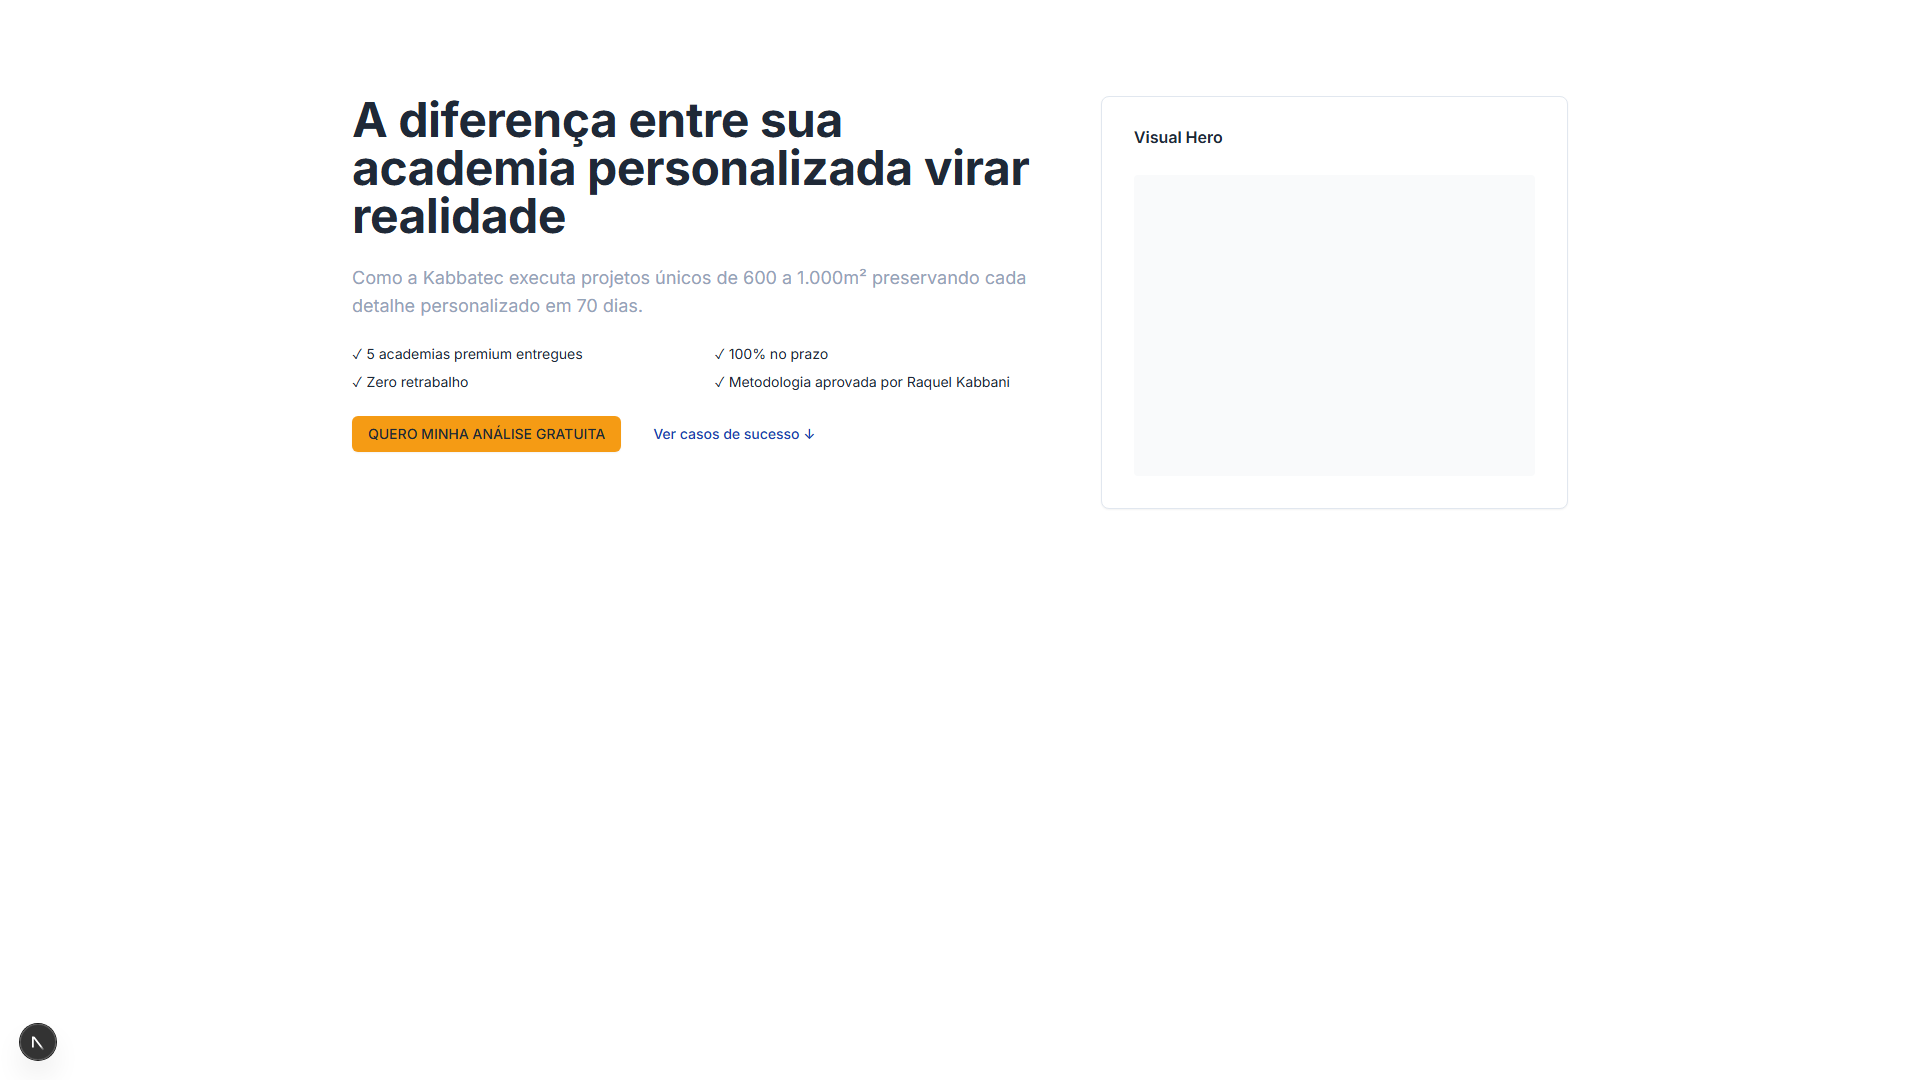 A diferença entre sua
academia personalizada virar
realidade
Como a Kabbatec executa projetos únicos de 600 a 1.000m² preservando cada
detalhe personalizado em 70 dias.
✓ 5 academias premium entregues
✓ 100% no prazo
✓ Zero retrabalho
✓ Metodologia aprovada por Raquel Kabbani
QUERO MINHA ANÁLISE GRATUITA
Ver casos de sucesso ↓
Visual Hero